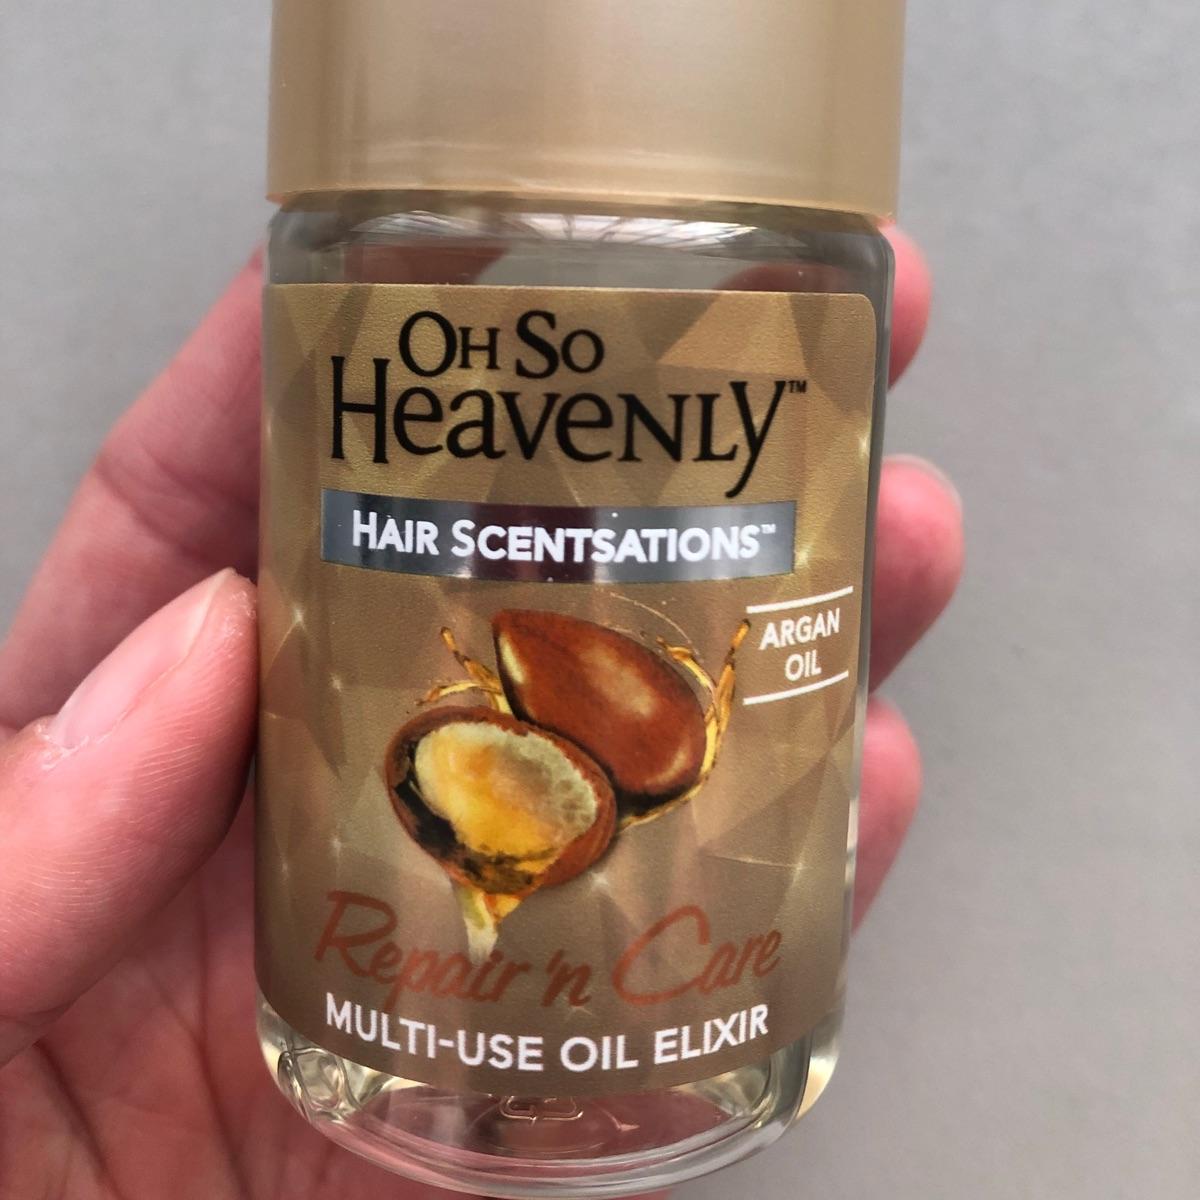 Oh So
Heavenly™
Hair Scentsations™
ARGAN
OIL
Repair 'n Care
MULTI-USE OIL ELIXIR